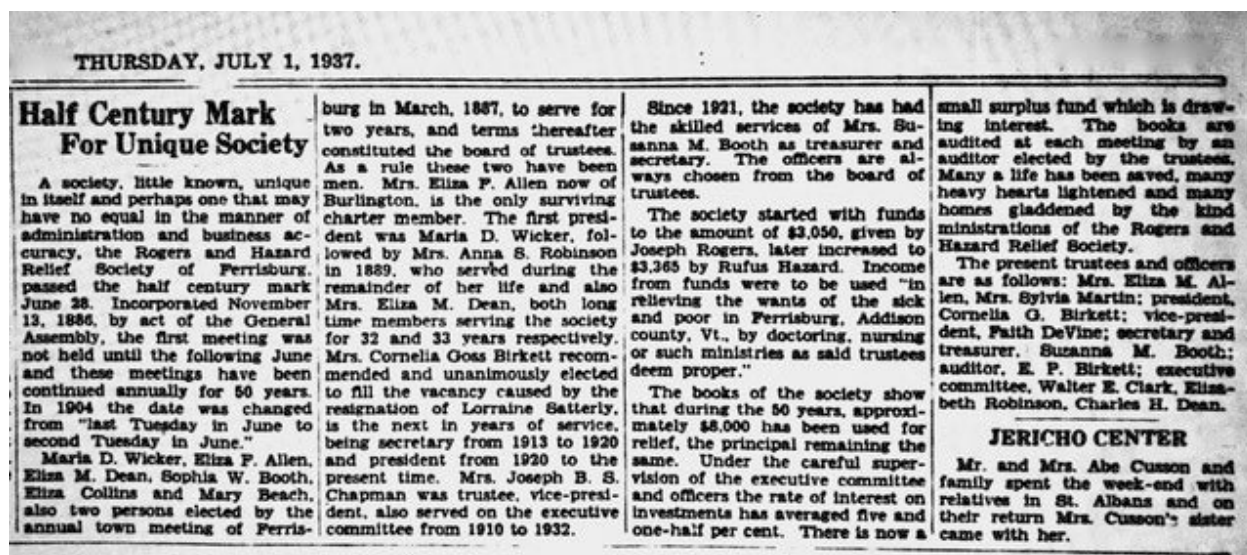 THURSDAY, JULY 1, 1937.
Half Century Mark
For Unique Society
A society, little known, unique
in itself and perhaps one that may
have no equal in the manner of
administration and business ac-
curacy, the Rogers and Hazard
Relief Society of Ferrisburg,
passed the half century mark
June 28. Incorporated November
13, 1886, by act of the General
Assembly, the first meeting was
not held until the following June
and these meetings have been
continued annually for 50 years.
In 1904 the date was changed
from "last Tuesday in June to
second Tuesday in June."
Maria D. Wicker, Eliza P. Allen,
Eliza M. Dean, Sophia W. Booth,
Eliza Collins and Mary Beach,
also two persons elected by the
annual town meeting of Ferris-
burg in March, 1887, to serve for
two years, and terms thereafter
constituted the board of trustees.
As a rule these two have been
men. Mrs. Eliza P. Allen now of
Burlington, is the only surviving
charter member. The first presi-
dent was Maria D. Wicker, fol-
lowed by Mrs. Anna S. Robinson
in 1889, who served during the
remainder of her life and also
Mrs. Eliza M. Dean, both long
time members serving the society
for 32 and 33 years respectively.
Mrs. Cornelia Goss Birkett recom-
mended and unanimously elected
to fill the vacancy caused by the
resignation of Lorraine Satterly,
is the next in years of service,
being secretary from 1913 to 1920
and president from 1920 to the
present time. Mrs. Joseph B. S.
Chapman was trustee, vice-presi-
dent, also served on the executive
committee from 1910 to 1932.
Since 1921, the society has had
the skilled services of Mrs. Su-
sanna M. Booth as treasurer and
secretary. The officers are al-
ways chosen from the board of
trustees.
The society started with funds
to the amount of $3,050, given by
Joseph Rogers, later increased to
$3,365 by Rufus Hazard. Income
from funds were to be used "in
relieving the wants of the sick
and poor in Ferrisburg, Addison
county, Vt., by doctoring, nursing
or such ministries as said trustees
deem proper."
The books of the society show
that during the 50 years, approxi-
mately $8,000 has been used for
relief, the principal remaining the
same. Under the careful super-
vision of the executive committee
and officers the rate of interest on
investments has averaged five and
one-half per cent. There is now a
small surplus fund which is draw-
ing interest. The books are
audited at each meeting by an
auditor elected by the trustees.
Many a life has been saved, many
heavy hearts lightened and many
homes gladdened by the kind
ministrations of the Rogers and
Hazard Relief Society.
The present trustees and officers
are as follows: Mrs. Eliza M. Al-
len, Mrs. Sylvia Martin; president,
Cornelia G. Birkett; vice-presi-
dent, Faith DeVine; secretary and
treasurer, Suzanna M. Booth;
auditor, E. P. Birkett; executive
committee, Walter E. Clark, Eliza-
beth Robinson, Charles H. Dean.
JERICHO CENTER
Mr. and Mrs. Abe Cusson and
family spent the week-end with
relatives in St. Albans and on
their return Mrs. Cusson's sister
came with her.